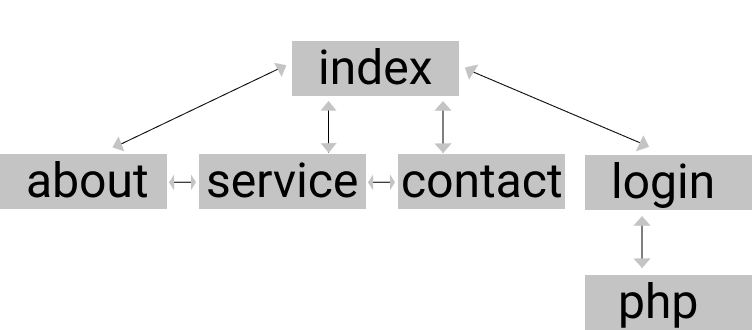 index
about
service
contact
login
php